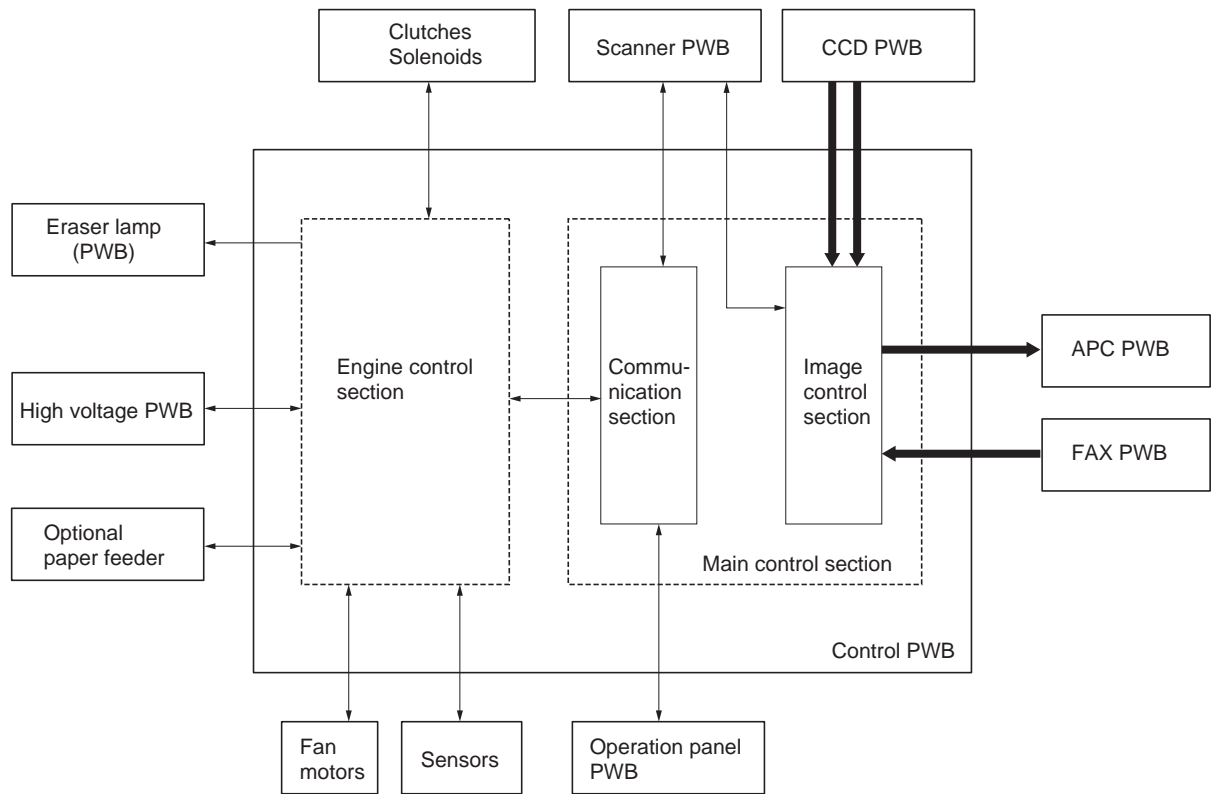 Clutches
Solenoids
Scanner PWB
CCD PWB
Eraser lamp
(PWB)
High voltage PWB
Optional
paper feeder
Engine control
section
Commu-
nication
section
Image
control
section
Main control section
Control PWB
APC PWB
FAX PWB
Fan
motors
Sensors
Operation panel
PWB